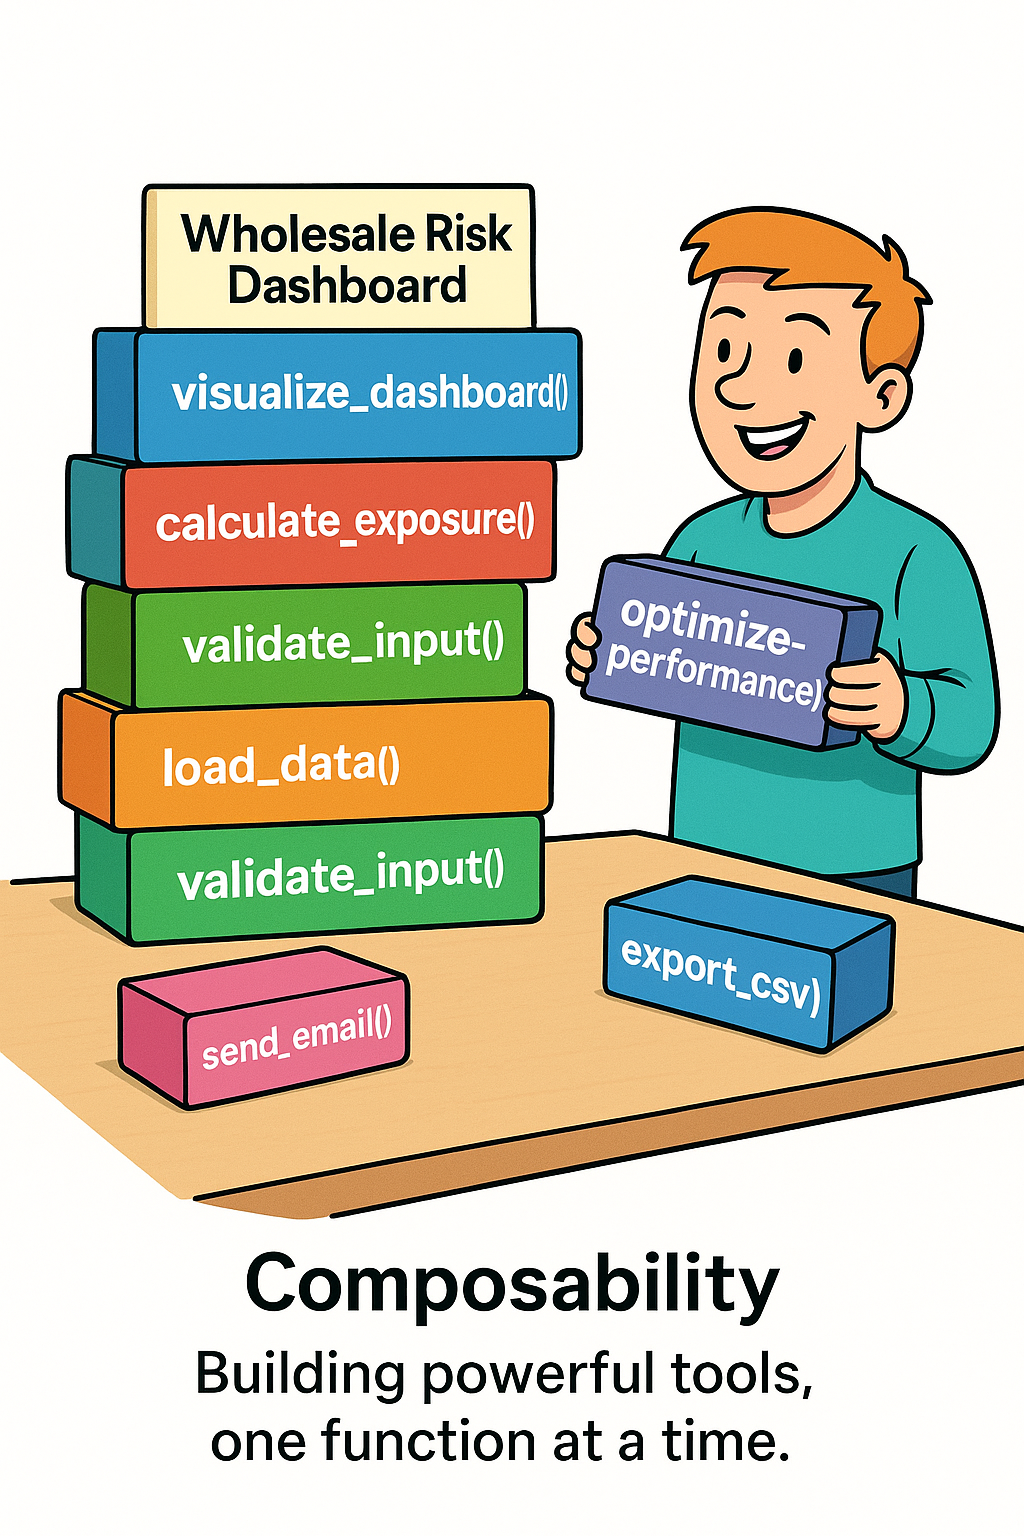 Wholesale Risk
Dashboard
visualize_dashboard()
calculate_exposure()
validate_input()
load_data()
validate_input()
optimize-
performance)
export_csv)
send_email()
Composability
Building powerful tools,
one function at a time.